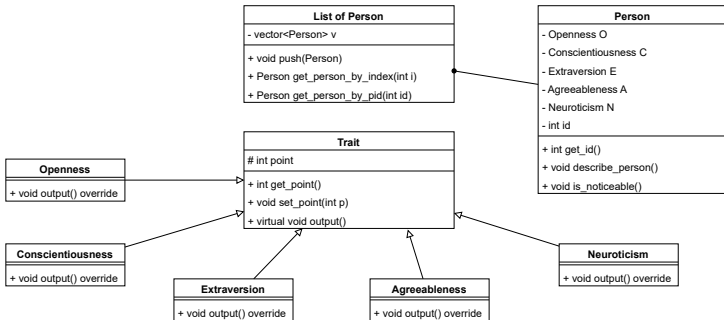 List of Person
- vector<Person> v
+ void push(Person)
+ Person get_person_by_index(int i)
+ Person get_person_by_pid(int id)
Person
- Openness O
- Conscientiousness C
- Extraversion E
- Agreeableness A
- Neuroticism N
- int id
+ int get_id()
+ void describe_person()
+ void is_noticeable()
Trait
# int point
+ int get_point()
+ void set_point(int p)
+ virtual void output()
Openness
+ void output() override
Conscientiousness
+ void output() override
Extraversion
+ void output() override
Agreeableness
+ void output() override
Neuroticism
+ void output() override